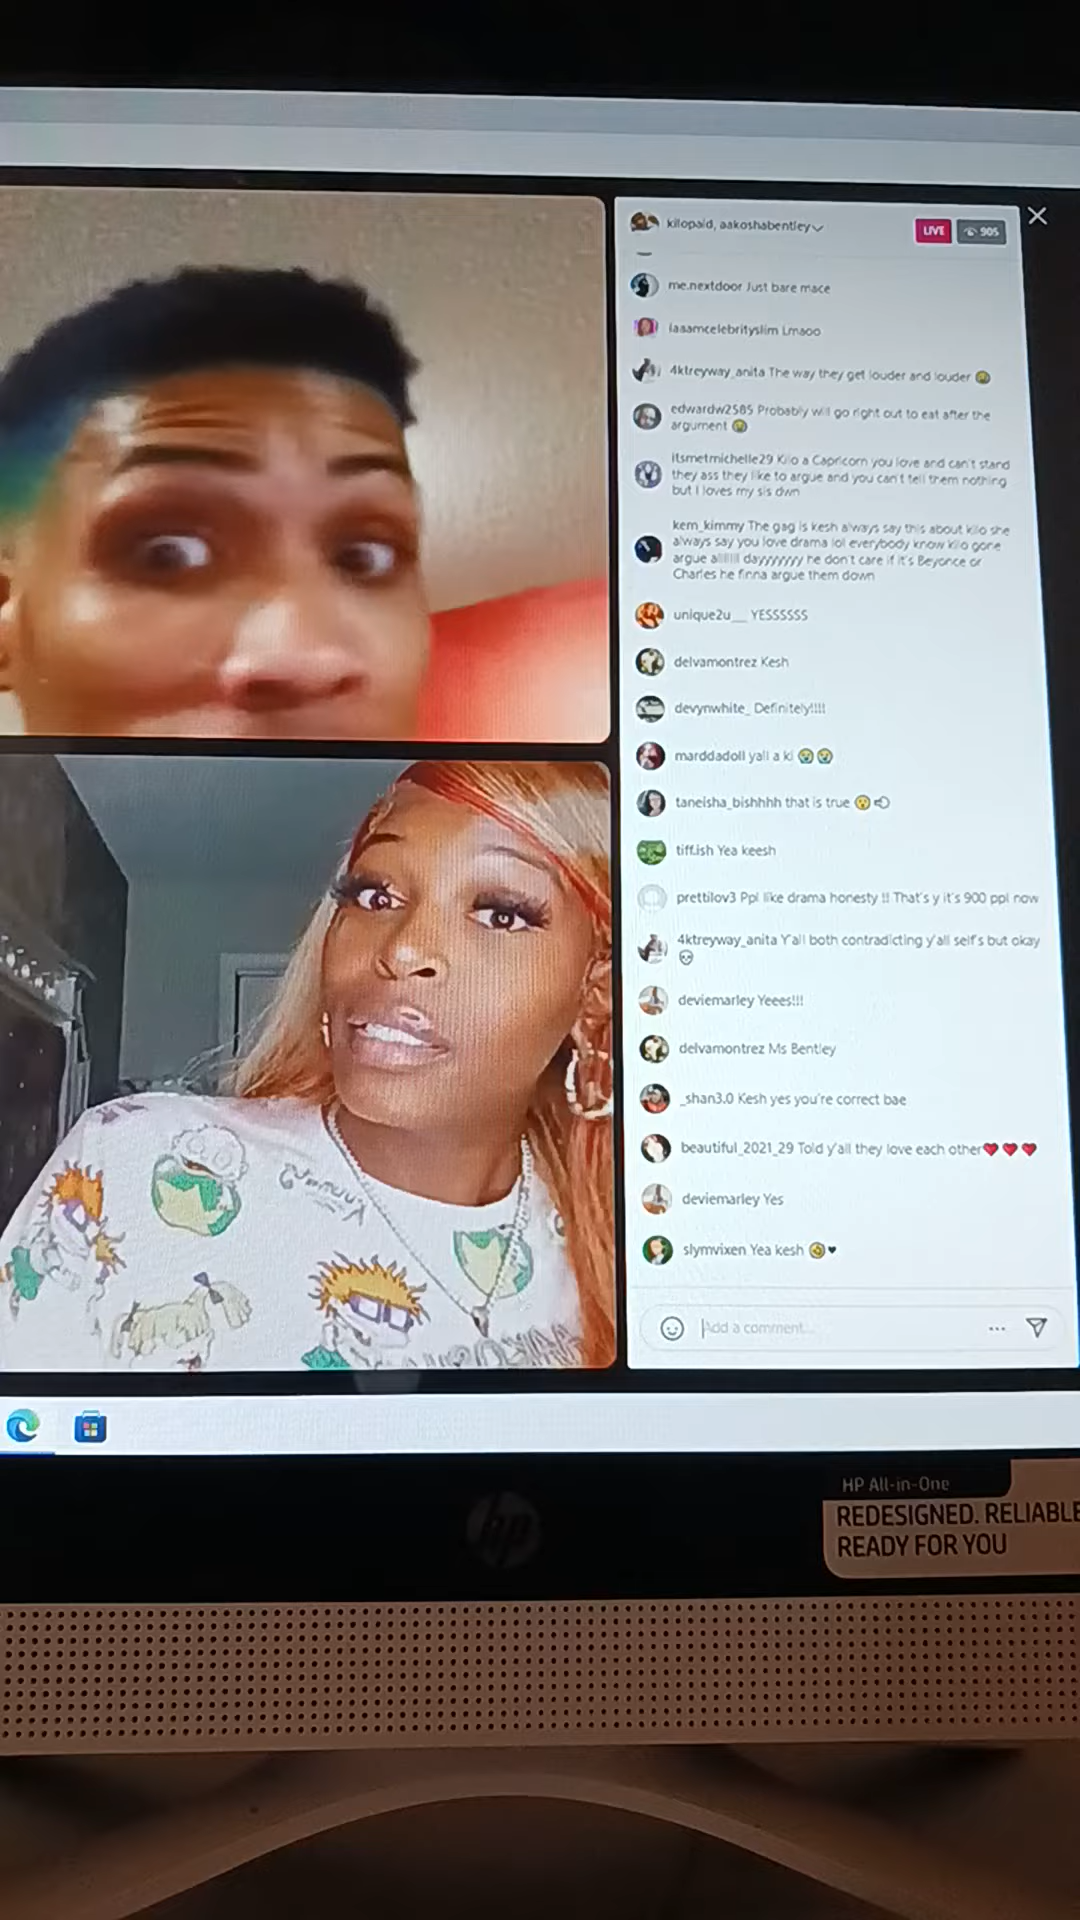 kilopaid, aakoshabentley
LIVE
905
me.nextdoor Just bare mace
iaaamcelebrityslim Lmaoo
4ktreyway_anita The way they get louder and louder 😂
edwardw2585 Probably will go right out to eat after the
argument 😂
itsmetmichelle29 Kilo a Capricorn you love and can't stand
they ass they like to argue and you can't tell them nothing
but I loves my sis dwn
kem_kimmy The gag is kesh always say this about kilo she
always say you love drama lol everybody know kilo gone
argue allllllll dayyyyyyy he don't care if it's Beyonce or
Charles he finna argue them down
unique2u__ YESSSSSS
delvamontrez Kesh
devynwhite_ Definitely!!!!
marddadoll yall a ki 😭😭
taneisha_bishhhh that is true 😮‍💨
tiff.ish Yea keesh
prettilov3 Ppl like drama honesty !! That's y it's 900 ppl now
4ktreyway_anita Y'all both contradicting y'all self's but okay
💀
deviemarley Yeees!!!
delvamontrez Ms Bentley
_shan3.0 Kesh yes you're correct bae
beautiful_2021_29 Told y'all they love each other❤️❤️❤️
deviemarley Yes
slymvixen Yea kesh 🤣♥
Add a comment...
hp
HP All-in-One
REDESIGNED. RELIABLE
READY FOR YOU